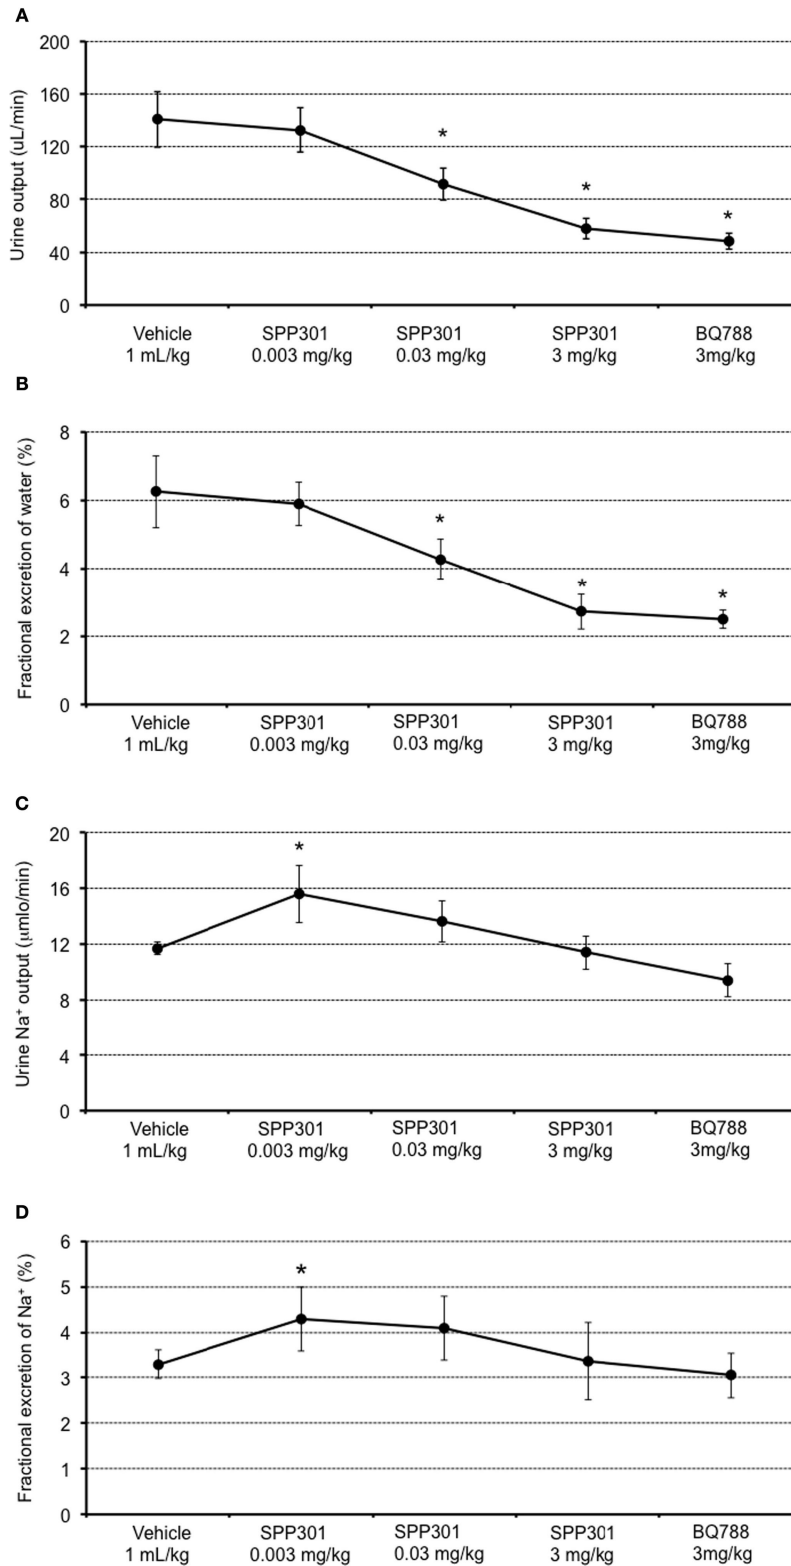 A
Urine output (uL/min)
200
160
120
80
40
0
*
*
*
Vehicle
1 mL/kg
SPP301
0.003 mg/kg
SPP301
0.03 mg/kg
SPP301
3 mg/kg
BQ788
3mg/kg
B
Fractional excretion of water (%)
8
6
4
2
0
*
*
*
Vehicle
1 mL/kg
SPP301
0.003 mg/kg
SPP301
0.03 mg/kg
SPP301
3 mg/kg
BQ788
3mg/kg
C
Urine Na⁺ output (μmlo/min)
20
16
12
8
4
0
*
Vehicle
1 mL/kg
SPP301
0.003 mg/kg
SPP301
0.03 mg/kg
SPP301
3 mg/kg
BQ788
3mg/kg
D
Fractional excretion of Na⁺ (%)
6
5
4
3
2
1
0
*
Vehicle
1 mL/kg
SPP301
0.003 mg/kg
SPP301
0.03 mg/kg
SPP301
3 mg/kg
BQ788
3mg/kg